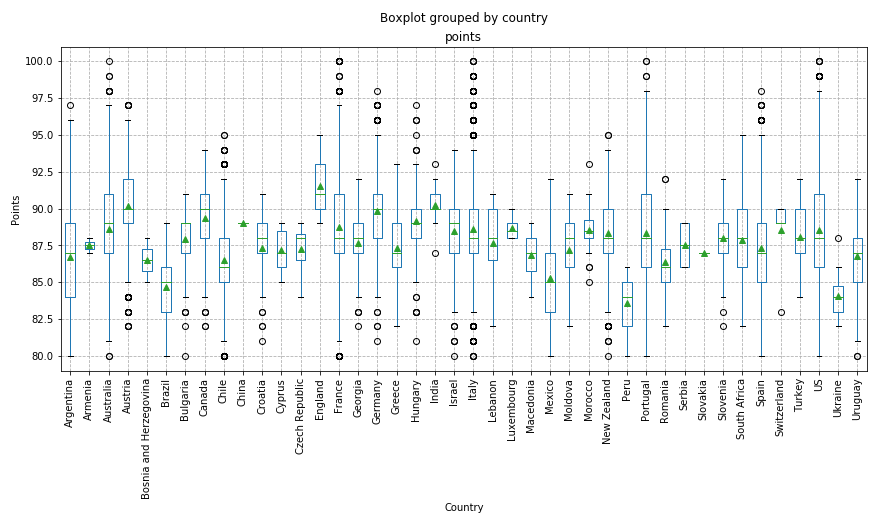 Boxplot grouped by country
points
100.0
97.5
95.0
92.5
90.0
87.5
85.0
82.5
80.0
Points
Argentina
Armenia
Australia
Austria
Bosnia and Herzegovina
Brazil
Bulgaria
Canada
Chile
China
Croatia
Cyprus
Czech Republic
England
France
Georgia
Germany
Greece
Hungary
India
Israel
Italy
Lebanon
Luxembourg
Macedonia
Mexico
Moldova
Morocco
New Zealand
Peru
Portugal
Romania
Serbia
Slovakia
Slovenia
South Africa
Spain
Switzerland
Turkey
US
Ukraine
Uruguay
Country